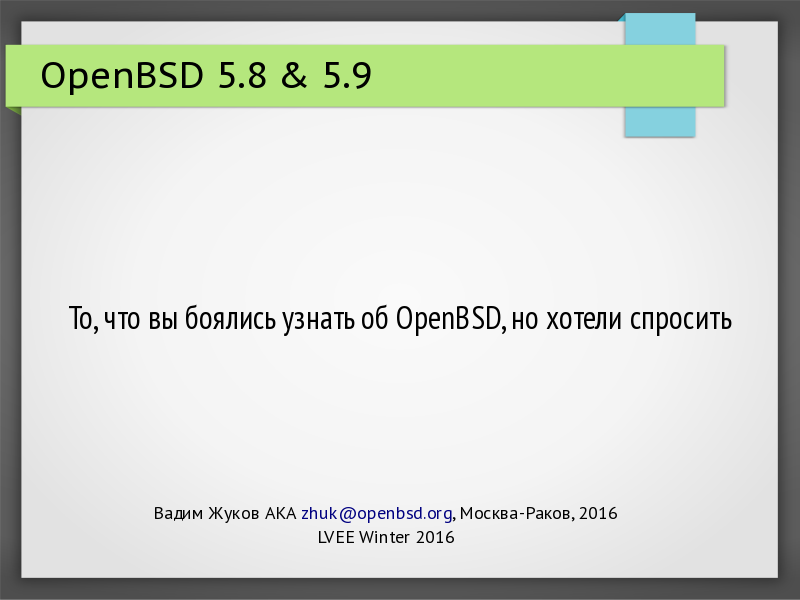 OpenBSD 5.8 & 5.9
То, что вы боялись узнать об OpenBSD, но хотели спросить
Вадим Жуков AKA zhuk@openbsd.org, Москва-Раков, 2016
LVEE Winter 2016